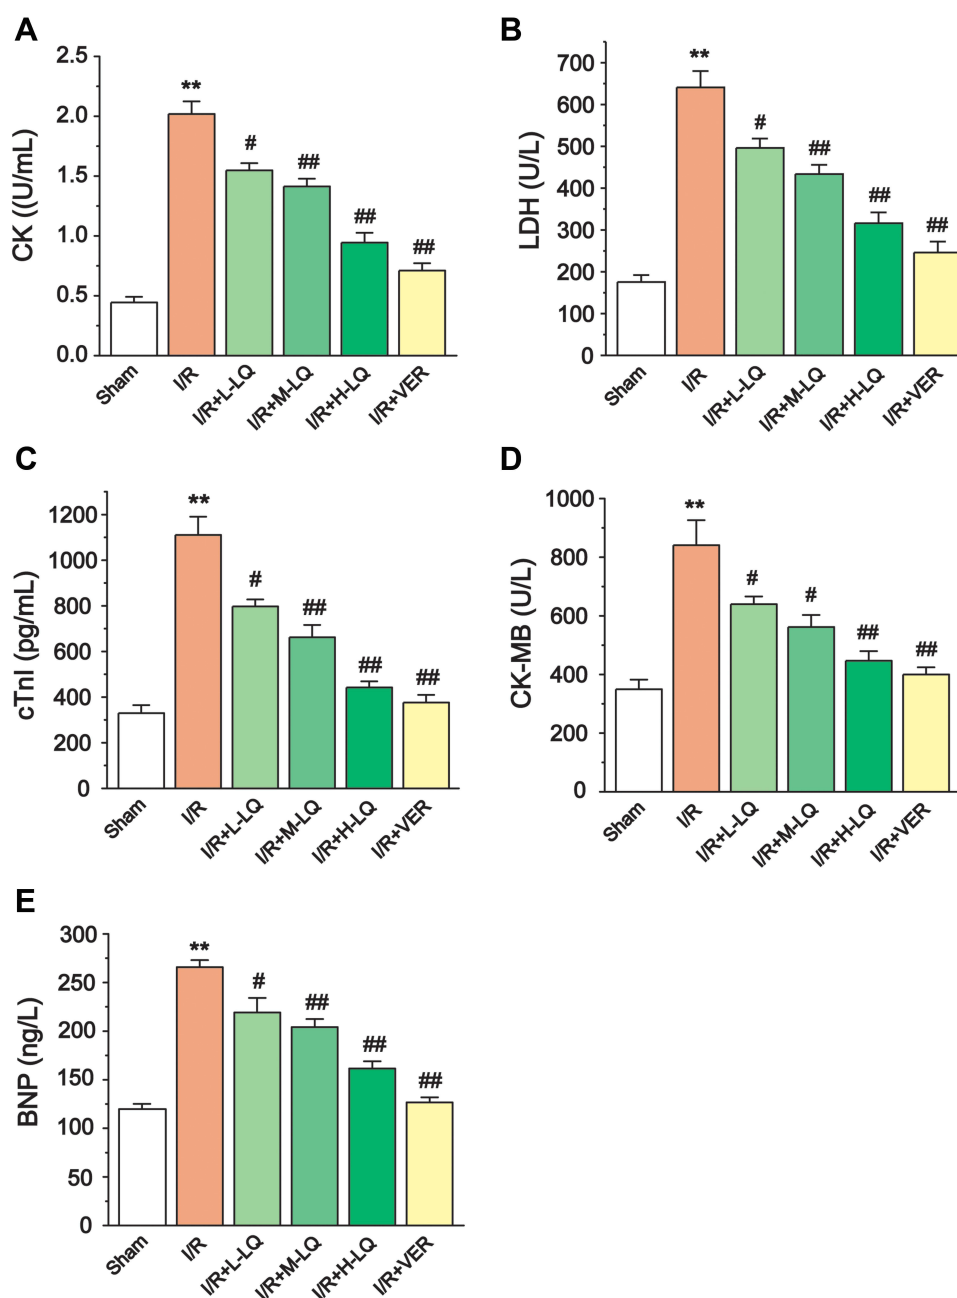 A
CK ((U/mL)
2.5
2.0
1.5
1.0
0.5
0.0
**
#
##
##
##
Sham
I/R
I/R+L-LQ
I/R+M-LQ
I/R+H-LQ
I/R+VER
B
LDH (U/L)
700
600
500
400
300
200
100
0
**
#
##
##
##
Sham
I/R
I/R+L-LQ
I/R+M-LQ
I/R+H-LQ
I/R+VER
C
cTnI (pg/mL)
1200
1000
800
600
400
200
0
**
#
##
##
##
Sham
I/R
I/R+L-LQ
I/R+M-LQ
I/R+H-LQ
I/R+VER
D
CK-MB (U/L)
1000
800
600
400
200
0
**
#
#
##
##
Sham
I/R
I/R+L-LQ
I/R+M-LQ
I/R+H-LQ
I/R+VER
E
BNP (ng/L)
300
250
200
150
100
50
0
**
#
##
##
##
Sham
I/R
I/R+L-LQ
I/R+M-LQ
I/R+H-LQ
I/R+VER